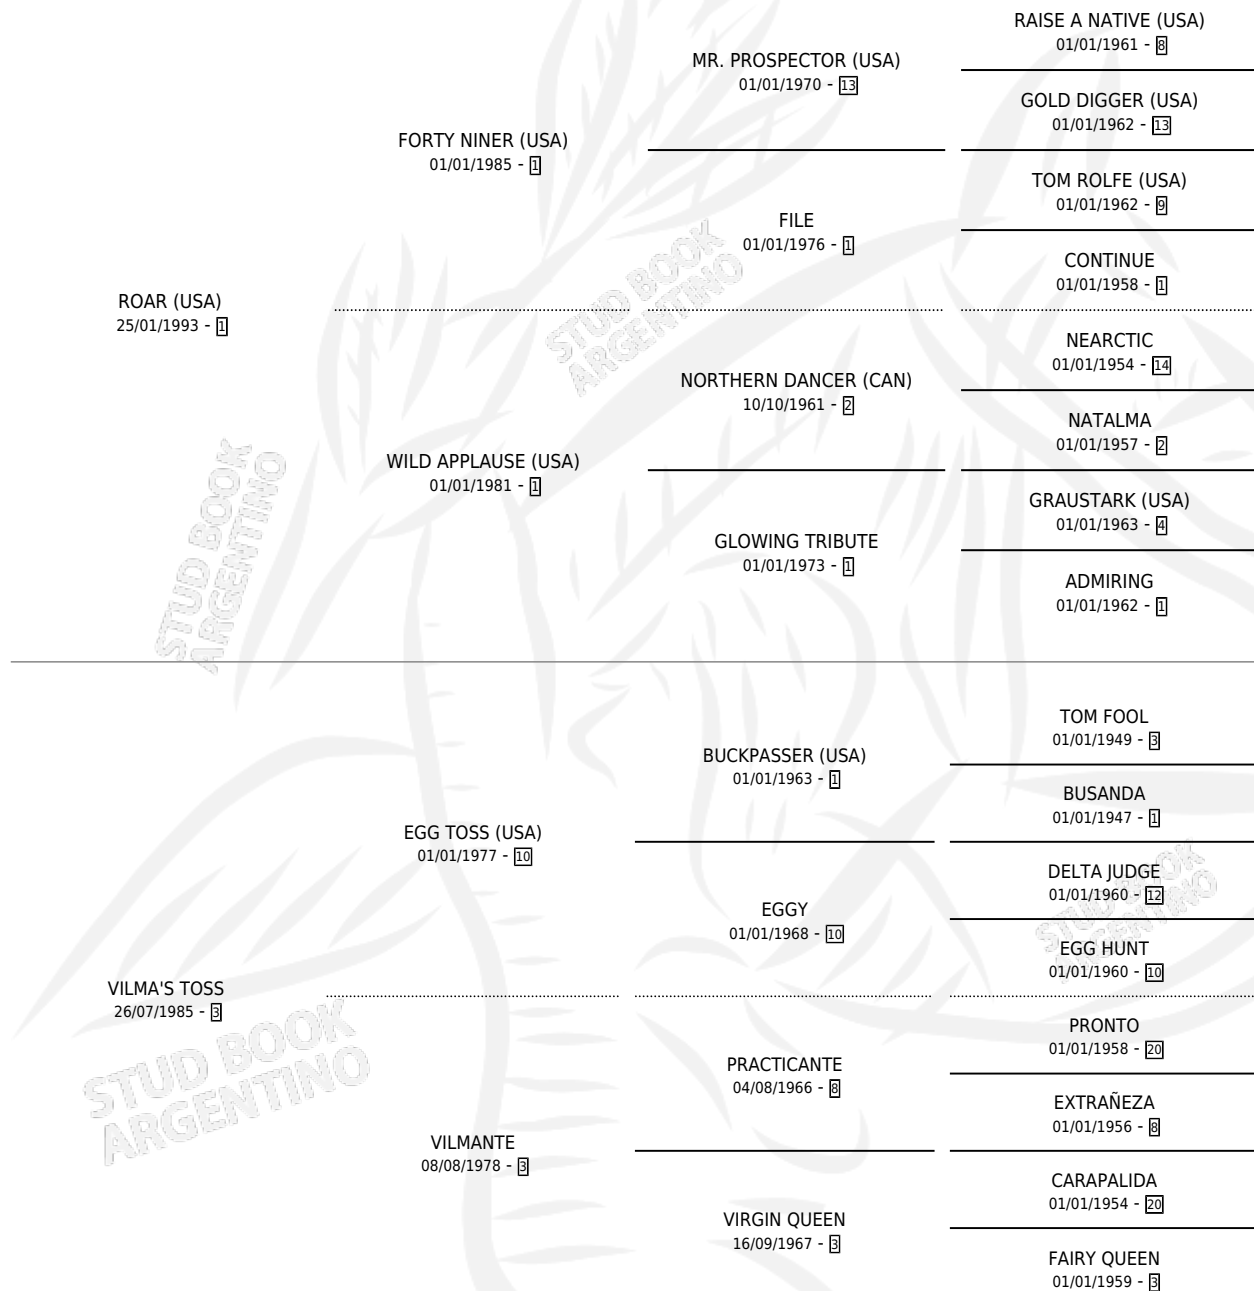 RAISE A NATIVE (USA)
01/01/1961 - 8
MR. PROSPECTOR (USA)
01/01/1970 - 13
GOLD DIGGER (USA)
01/01/1962 - 13
FORTY NINER (USA)
01/01/1985 - 1
TOM ROLFE (USA)
01/01/1962 - 9
FILE
01/01/1976 - 1
CONTINUE
01/01/1958 - 1
ROAR (USA)
25/01/1993 - 1
NEARCTIC
01/01/1954 - 14
NORTHERN DANCER (CAN)
10/10/1961 - 2
NATALMA
01/01/1957 - 2
WILD APPLAUSE (USA)
01/01/1981 - 1
GRAUSTARK (USA)
01/01/1963 - 4
GLOWING TRIBUTE
01/01/1973 - 1
ADMIRING
01/01/1962 - 1
TOM FOOL
01/01/1949 - 3
BUCKPASSER (USA)
01/01/1963 - 1
BUSANDA
01/01/1947 - 1
EGG TOSS (USA)
01/01/1977 - 10
DELTA JUDGE
01/01/1960 - 12
EGGY
01/01/1968 - 10
EGG HUNT
01/01/1960 - 10
VILMA'S TOSS
26/07/1985 - 3
PRONTO
01/01/1958 - 20
PRACTICANTE
04/08/1966 - 8
EXTRAÑEZA
01/01/1956 - 8
VILMANTE
08/08/1978 - 3
CARAPALIDA
01/01/1954 - 20
VIRGIN QUEEN
16/09/1967 - 3
FAIRY QUEEN
01/01/1959 - 3
STUD BOOK
ARGENTINO
STUD BOOK
ARGENTINO
STUD BOOK
ARGENTINO
STUD BOOK
ARGENTINO